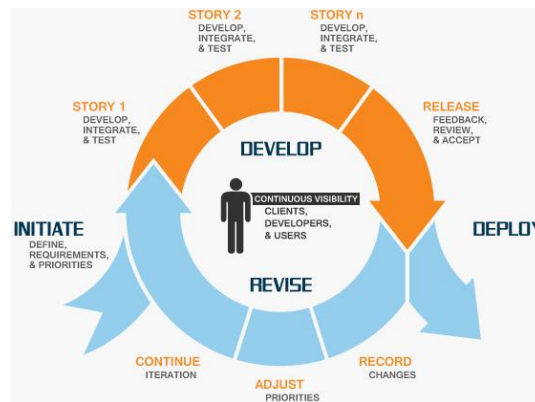 STORY 2
DEVELOP,
INTEGRATE,
& TEST
STORY n
DEVELOP,
INTEGRATE,
& TEST
STORY 1
DEVELOP,
INTEGRATE,
& TEST
RELEASE
FEEDBACK,
REVIEW,
& ACCEPT
DEVELOP
CONTINUOUS VISIBILITY
CLIENTS,
DEVELOPERS,
& USERS
INITIATE
DEFINE,
REQUIREMENTS,
& PRIORITIES
DEPLOY
REVISE
CONTINUE
ITERATION
ADJUST
PRIORITIES
RECORD
CHANGES